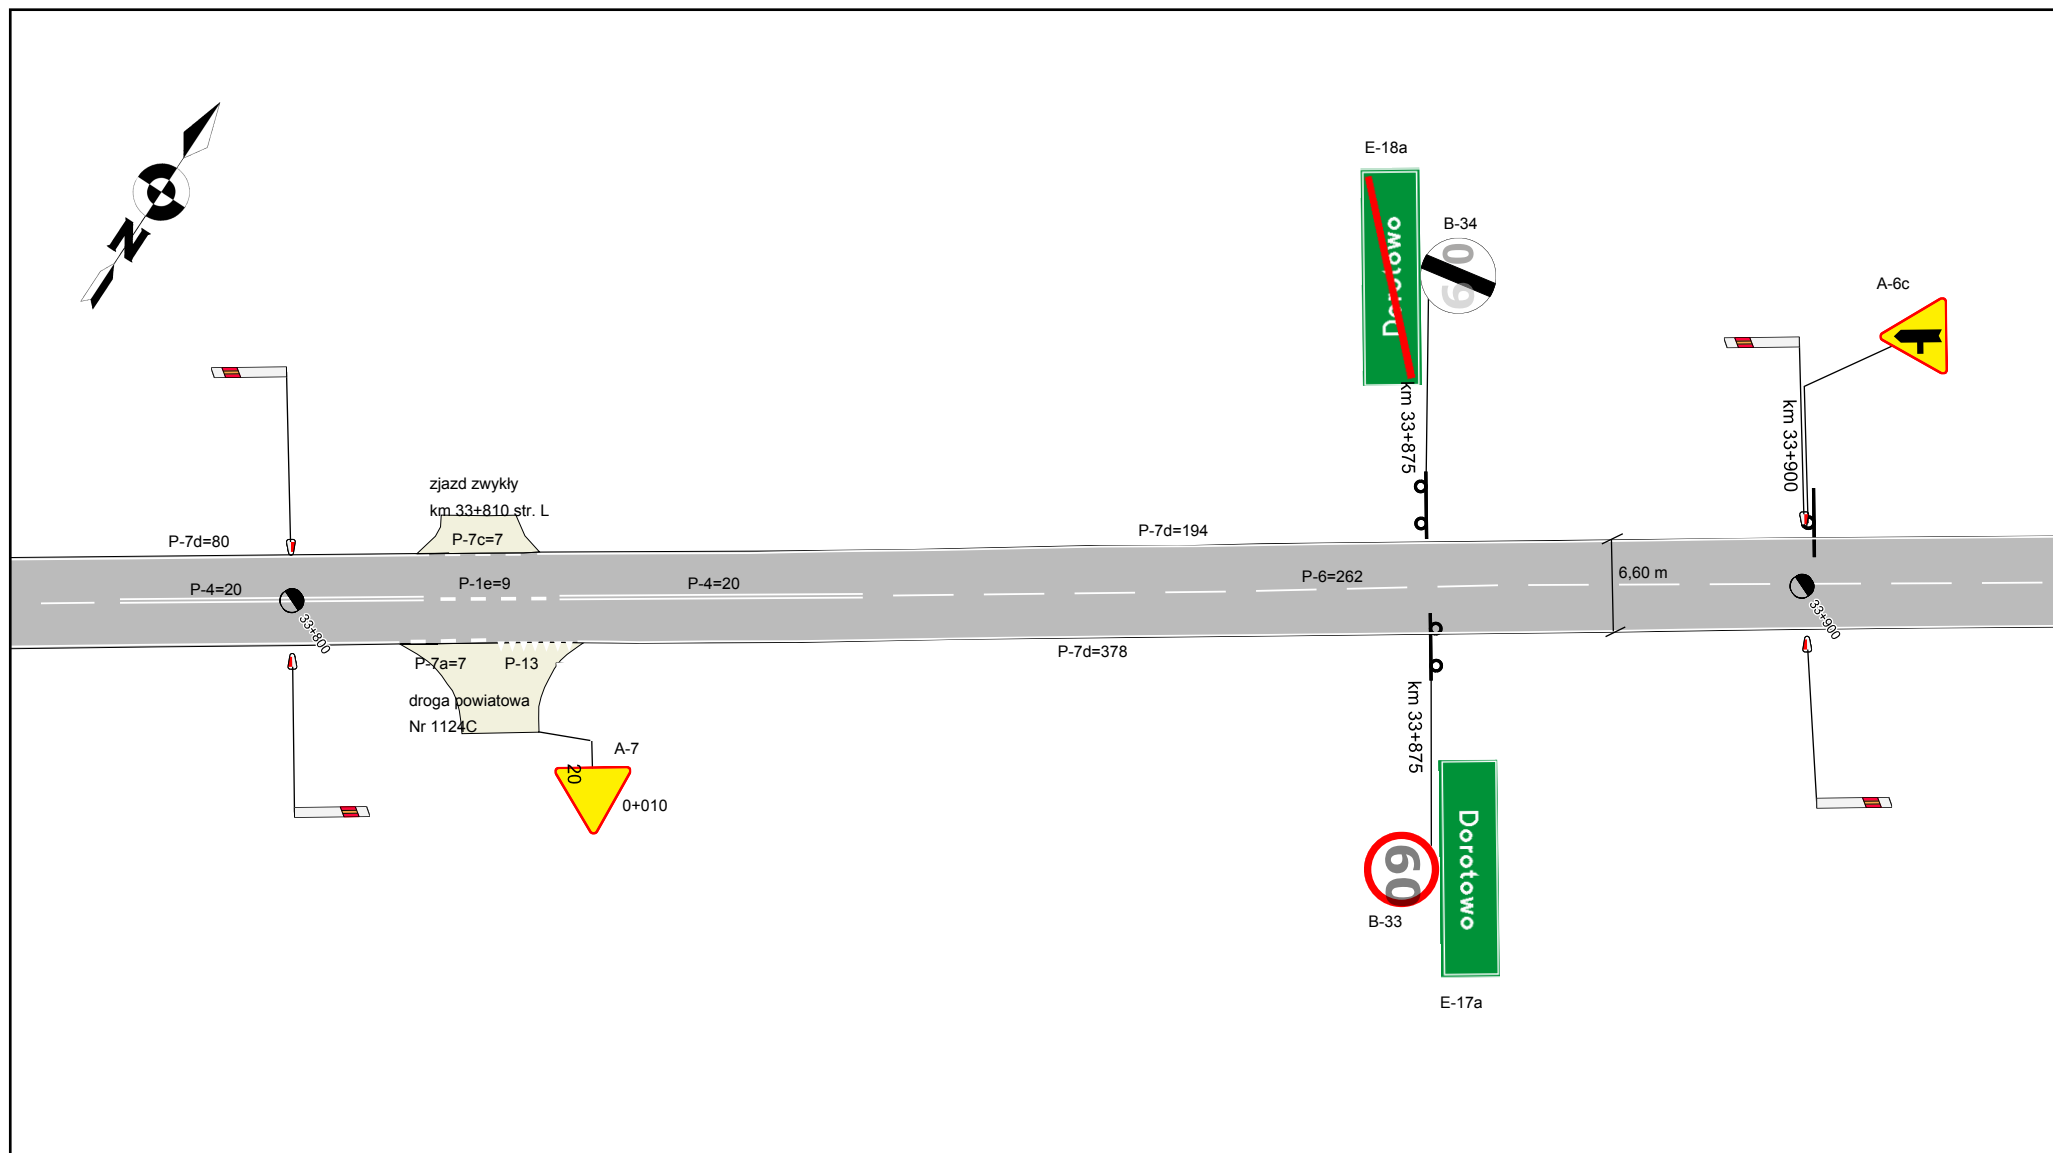 N
E-18a
Dorotowo
B-34
60
km 33+875
A-6c
km 33+900
zjazd zwykły
km 33+810 str. L
P-7d=80
P-7c=7
P-7d=194
P-4=20
P-1e=9
P-4=20
P-6=262
6,60 m
33+800
33+900
P-7a=7
P-13
P-7d=378
droga powiatowa
Nr 1124C
A-7
20
0+010
km 33+875
60
B-33
Dorotowo
E-17a